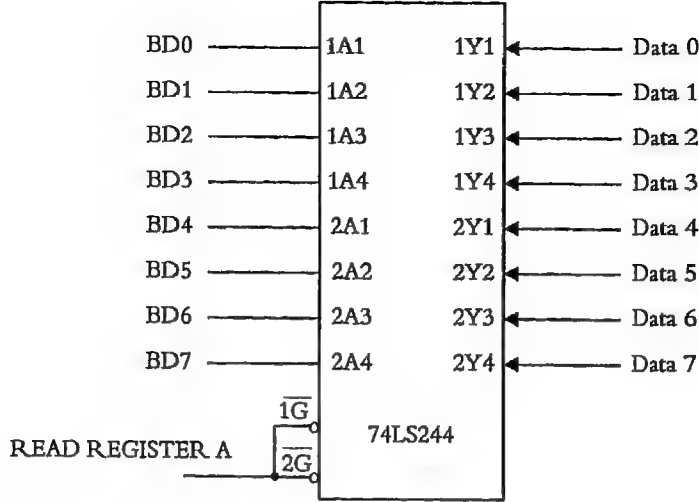 BD0 1A1 1Y1 Data 0
BD1 1A2 1Y2 Data 1
BD2 1A3 1Y3 Data 2
BD3 1A4 1Y4 Data 3
BD4 2A1 2Y1 Data 4
BD5 2A2 2Y2 Data 5
BD6 2A3 2Y3 Data 6
BD7 2A4 2Y4 Data 7
1G
74LS244
READ REGISTER A
2G